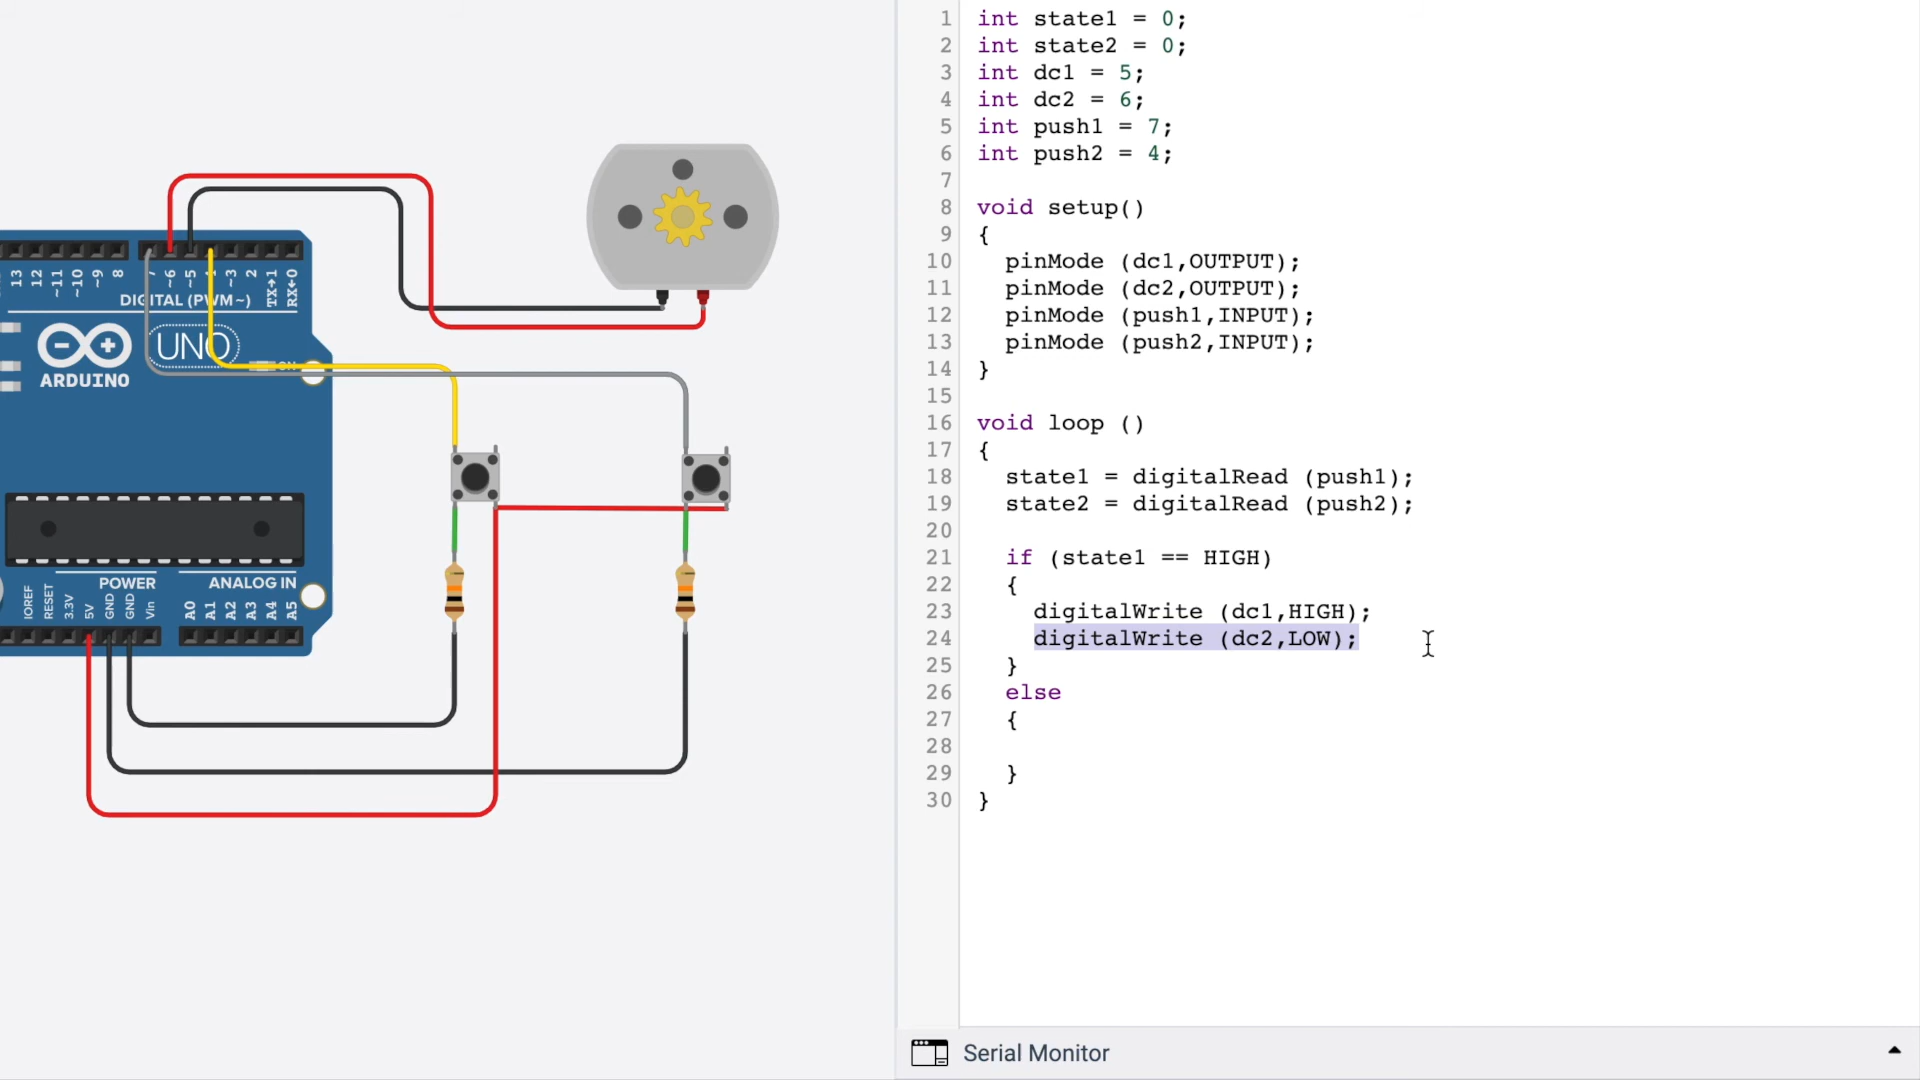 13
12
~11
~10
~9
8
7
~6
~5
4
~3
2
TX→1
RX←0
DIGITAL (PWM~)
UNO
ON
ARDUINO
POWER
ANALOG IN
IOREF
RESET
3.3V
5V
GND
GND
Vin
A0
A1
A2
A3
A4
A5
1 int state1 = 0;
2 int state2 = 0;
3 int dc1 = 5;
4 int dc2 = 6;
5 int push1 = 7;
6 int push2 = 4;
7
8 void setup()
9 {
10 pinMode (dc1,OUTPUT);
11 pinMode (dc2,OUTPUT);
12 pinMode (push1,INPUT);
13 pinMode (push2,INPUT);
14 }
15
16 void loop ()
17 {
18 state1 = digitalRead (push1);
19 state2 = digitalRead (push2);
20
21 if (state1 == HIGH)
22 {
23 digitalWrite (dc1,HIGH);
24 digitalWrite (dc2,LOW);
25 }
26 else
27 {
28
29 }
30 }
Serial Monitor